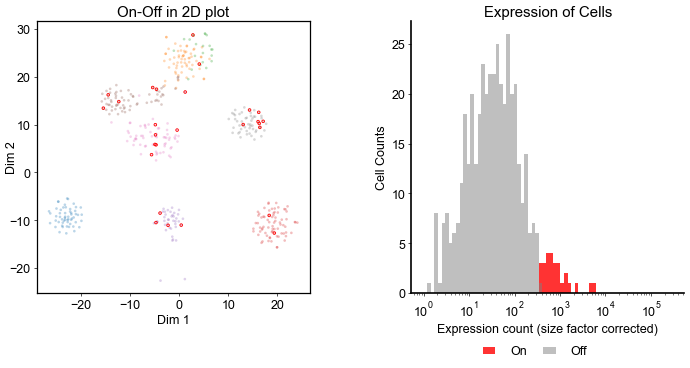 On-Off in 2D plot
30
20
10
0
−10
−20
Dim 2
−20 −10 0 10 20
Dim 1
Expression of Cells
25
20
15
10
5
0
Cell Counts
10⁰ 10¹ 10² 10³ 10⁴ 10⁵
Expression count (size factor corrected)
On Off